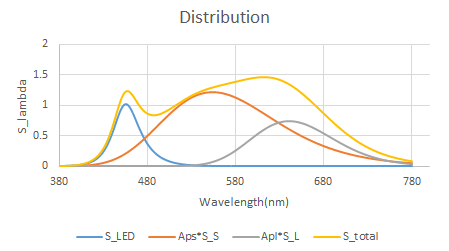 Distribution
2
1.5
1
0.5
0
S_lambda
380 480 580 680 780
Wavelength(nm)
S_LED Aps*S_S Apl*S_L S_total